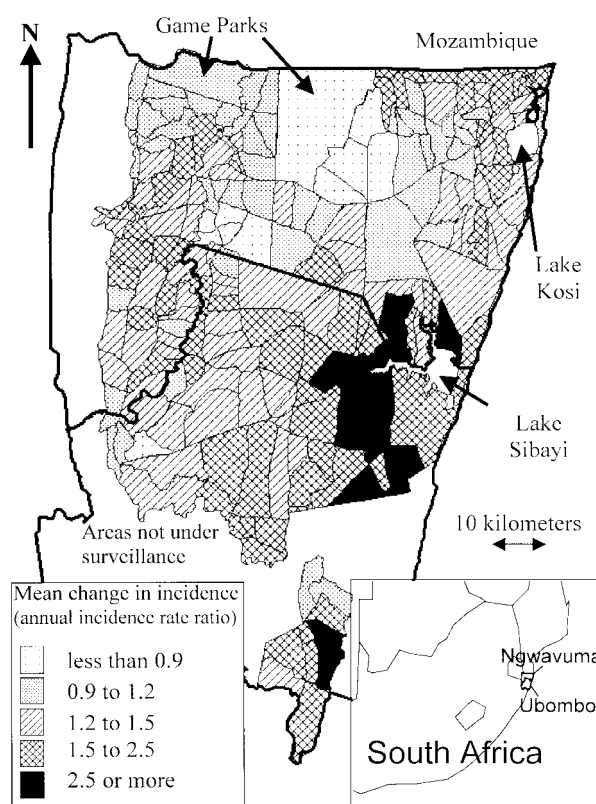 N
Game Parks
Mozambique
Lake
Kosi
Lake
Sibayi
10 kilometers
Areas not under
surveillance
Mean change in incidence
(annual incidence rate ratio)
less than 0.9
0.9 to 1.2
1.2 to 1.5
1.5 to 2.5
2.5 or more
Ngwavuma
Ubombo
South Africa